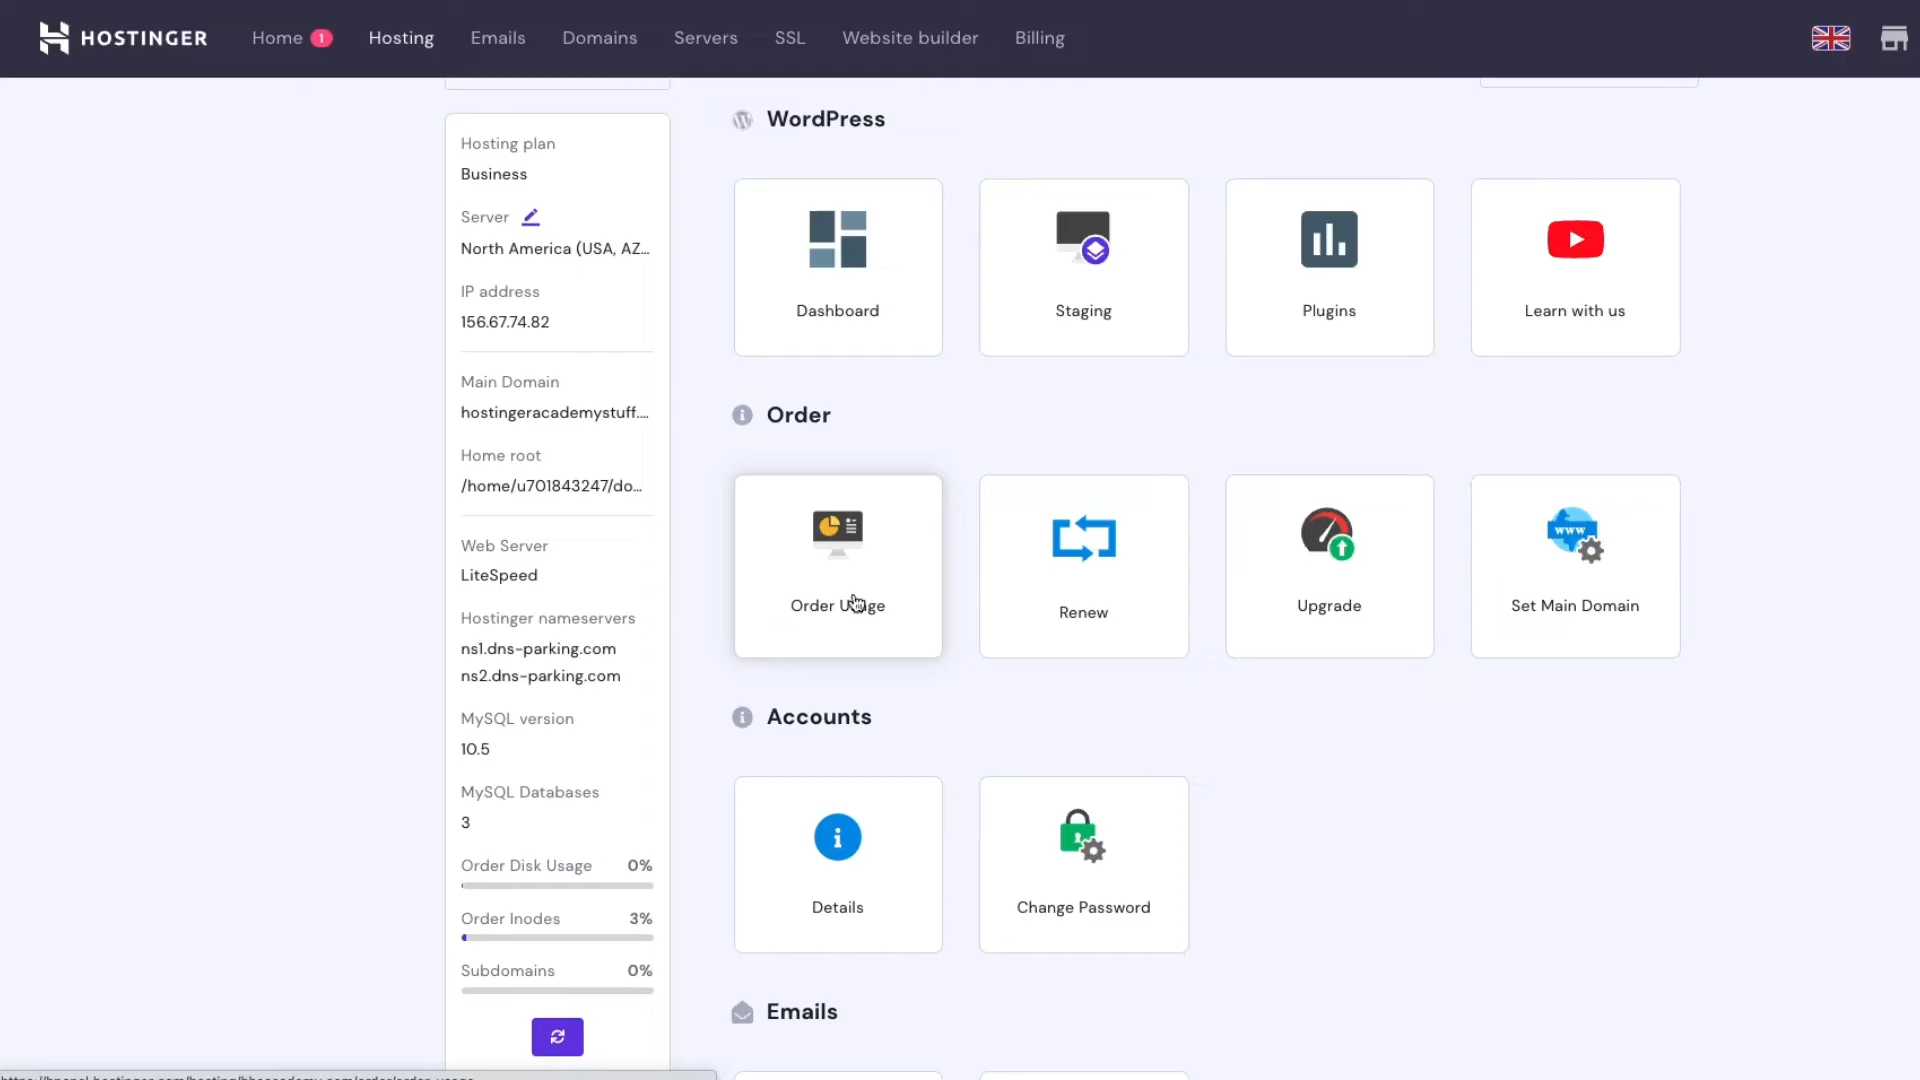 HOSTINGER Home 1 Hosting Emails Domains Servers SSL Website builder Billing
Hosting plan
Business
Server
North America (USA, AZ...
IP address
156.67.74.82
Main Domain
hostingeracademystuff....
Home root
/home/u701843247/do...
Web Server
LiteSpeed
Hostinger nameservers
ns1.dns-parking.com
ns2.dns-parking.com
MySQL version
10.5
MySQL Databases
3
Order Disk Usage 0%
Order Inodes 3%
Subdomains 0%
WordPress
Dashboard Staging Plugins Learn with us
Order
WWW
Order Usage Renew Upgrade Set Main Domain
Accounts
Details Change Password
Emails